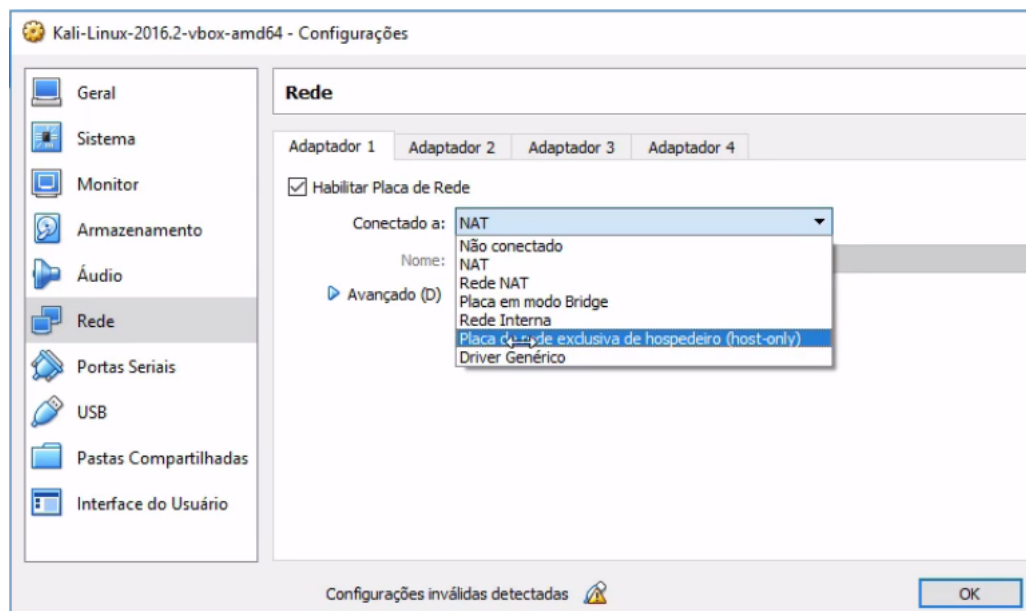 Kali-Linux-2016.2-vbox-amd64 - Configurações
Geral
Sistema
Monitor
Armazenamento
Áudio
Rede
Portas Seriais
USB
Pastas Compartilhadas
Interface do Usuário
Rede
Adaptador 1 Adaptador 2 Adaptador 3 Adaptador 4
Habilitar Placa de Rede
Conectado a: NAT
Não conectado
Nome:
NAT
Rede NAT
Avançado (D)
Placa em modo Bridge
Rede Interna
Placa de rede exclusiva de hospedeiro (host-only)
Driver Genérico
Configurações inválidas detectadas
OK